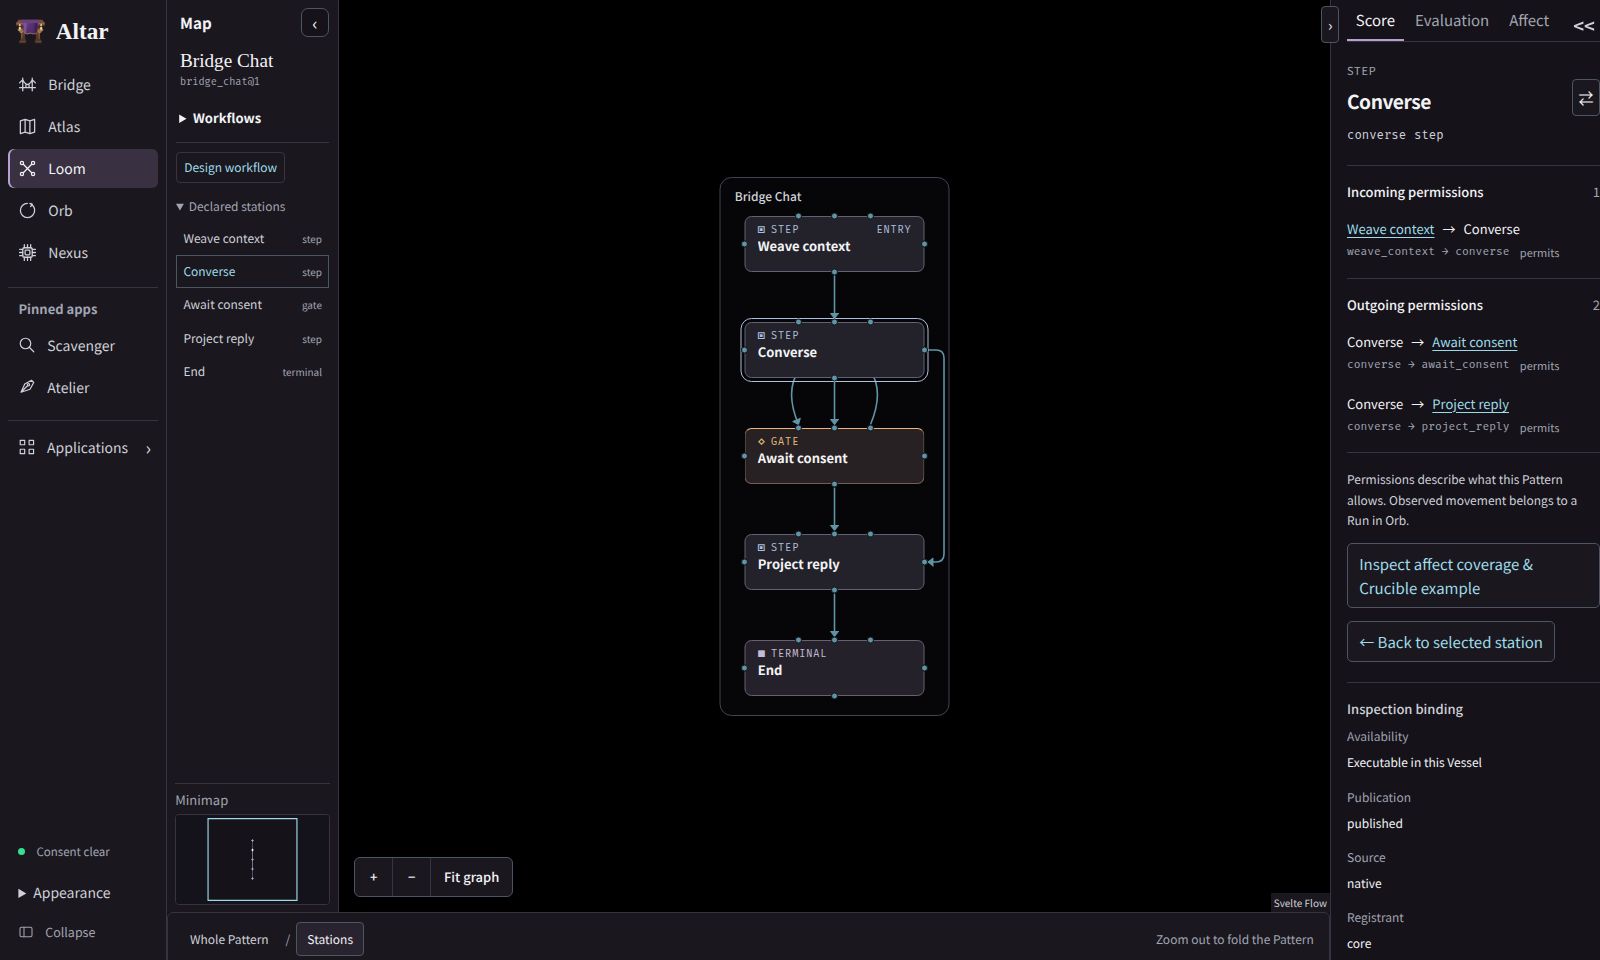 Altar
Bridge
Atlas
Loom
Orb
Nexus
Pinned apps
Scavenger
Atelier
Applications ›
Consent clear
Appearance
Collapse
Map
‹
Bridge Chat
bridge_chat@1
Workflows
Design workflow
Declared stations
Weave context step
Converse step
Await consent gate
Project reply step
End terminal
Minimap
Bridge Chat
STEP ENTRY
Weave context
STEP
Converse
GATE
Await consent
STEP
Project reply
TERMINAL
End
+ − Fit graph
Svelte Flow
Whole Pattern / Stations
Zoom out to fold the Pattern
›
Score Evaluation Affect <<
STEP
Converse
converse step
Incoming permissions 1
Weave context → Converse
weave_context → converse permits
Outgoing permissions 2
Converse → Await consent
converse → await_consent permits
Converse → Project reply
converse → project_reply permits
Permissions describe what this Pattern
allows. Observed movement belongs to a
Run in Orb.
Inspect affect coverage &
Crucible example
← Back to selected station
Inspection binding
Availability
Executable in this Vessel
Publication
published
Source
native
Registrant
core